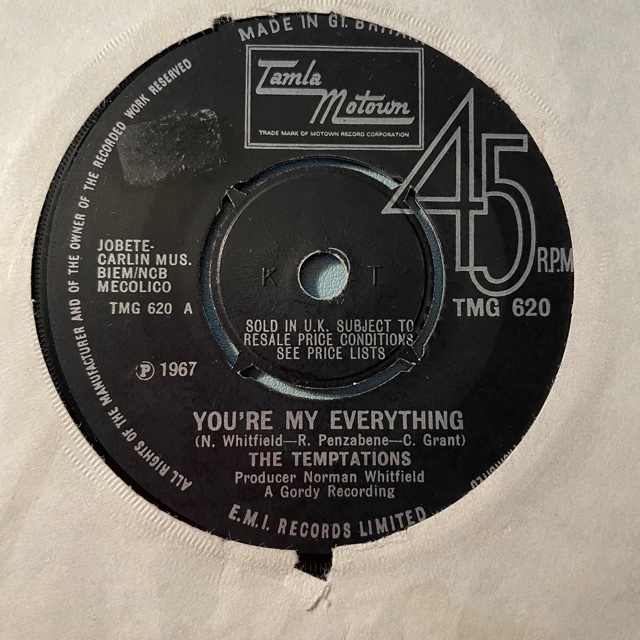 MADE IN GT. BRITAIN
Tamla
Motown
TRADE MARK OF MOTOWN RECORD CORPORATION
45
R.P.M
ALL RIGHTS OF THE MANUFACTURER AND OF THE OWNER OF THE RECORDED WORK RESERVED
JOBETE-
CARLIN MUS.
BIEM/NCB
MECOLICO
TMG 620 A
K T
TMG 620
SOLD IN U.K. SUBJECT TO
RESALE PRICE CONDITIONS
SEE PRICE LISTS
Ⓟ 1967
YOU'RE MY EVERYTHING
(N. Whitfield—R. Penzabene—C. Grant)
THE TEMPTATIONS
Producer Norman Whitfield
A Gordy Recording
E.M.I. RECORDS LIMITED